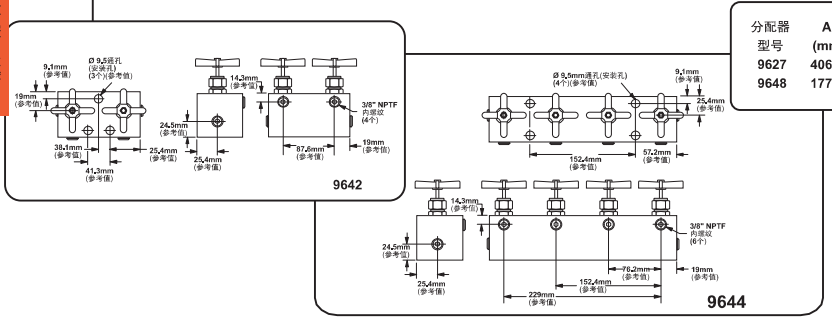 9.1mm
(参考值)
Ø 9.5通孔
(安装孔)
(3个)(参考值)
19mm
(参考值)
38.1mm
(参考值)
25.4mm
(参考值)
41.3mm
(参考值)
14.3mm
(参考值)
24.5mm
(参考值)
25.4mm
(参考值)
3/8" NPTF
内螺纹
(4个)
87.6mm
(参考值)
19mm
(参考值)
9642
Ø 9.5mm通孔(安装孔)
(4个)(参考值)
9.1mm
(参考值)
25.4mm
(参考值)
57.2mm
(参考值)
152.4mm
(参考值)
14.3mm
(参考值)
24.5mm
(参考值)
25.4mm
(参考值)
3/8" NPTF
内螺纹
(6个)
76.2mm
(参考值)
19mm
(参考值)
152.4mm
(参考值)
229mm
(参考值)
9644
分配器 A
型号 (mm
9627 406
9648 177